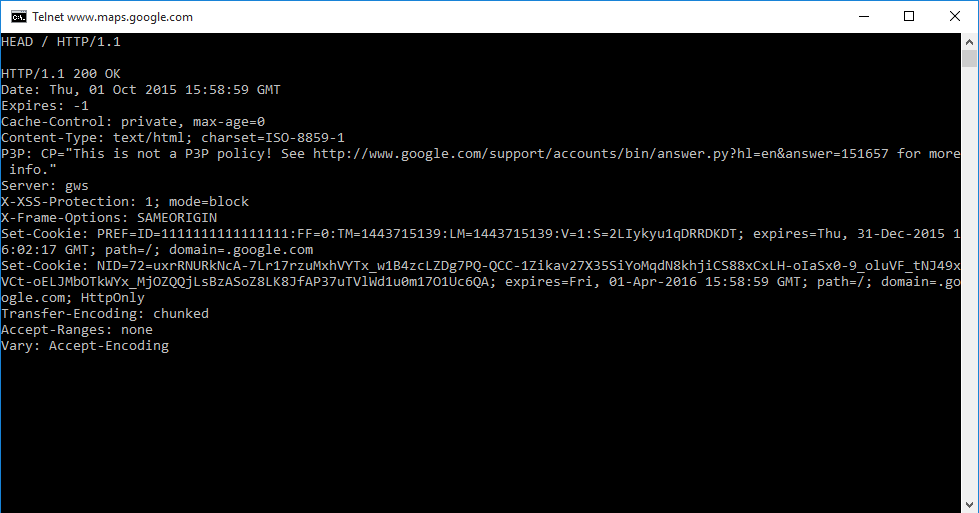 Telnet www.maps.google.com
HEAD / HTTP/1.1
HTTP/1.1 200 OK
Date: Thu, 01 Oct 2015 15:58:59 GMT
Expires: -1
Cache-Control: private, max-age=0
Content-Type: text/html; charset=ISO-8859-1
P3P: CP="This is not a P3P policy! See http://www.google.com/support/accounts/bin/answer.py?hl=en&answer=151657 for more
 info."
Server: gws
X-XSS-Protection: 1; mode=block
X-Frame-Options: SAMEORIGIN
Set-Cookie: PREF=ID=1111111111111111:FF=0:TM=1443715139:LM=1443715139:V=1:S=2LIykyu1qDRRDKDT; expires=Thu, 31-Dec-2015 1
6:02:17 GMT; path=/; domain=.google.com
Set-Cookie: NID=72=uxrRNURkNcA-7Lr17rzuMxhVYTx_w1B4zcLZDg7PQ-QCC-1Zikav27X35SiYoMqdN8khjiCS88xCxLH-oIaSx0-9_oluVF_tNJ49x
VCt-oELJMbOTkWYx_MjOZQQjLsBzASoZ8LK8JfAP37uTVlWd1u0m17O1Uc6QA; expires=Fri, 01-Apr-2016 15:58:59 GMT; path=/; domain=.go
ogle.com; HttpOnly
Transfer-Encoding: chunked
Accept-Ranges: none
Vary: Accept-Encoding